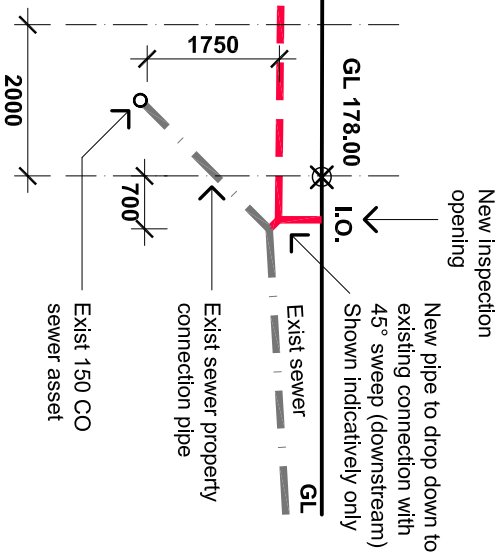 1750
2000
700
GL 178.00
I.O.
New inspection
opening
New pipe to drop down to
existing connection with
45° sweep (downstream)
Shown indicatively only
Exist sewer
GL
Exist sewer property
connection pipe
Exist 150 CO
sewer asset